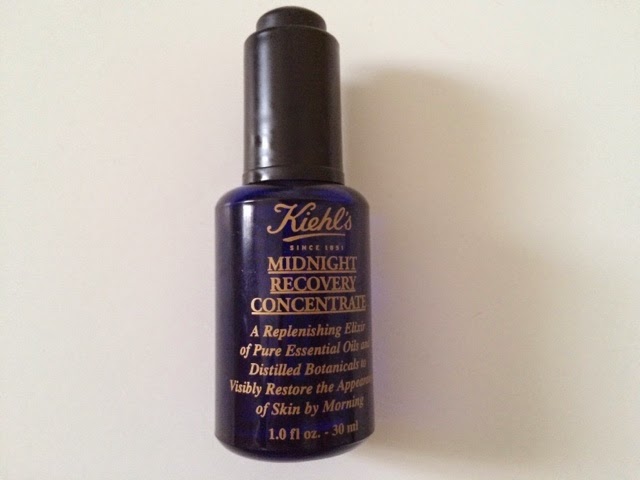 Kiehl's
SINCE 1851
MIDNIGHT
RECOVERY
CONCENTRATE
A Replenishing Elixir
of Pure Essential Oils and
Distilled Botanicals to
Visibly Restore the Appearance
of Skin by Morning
1.0 fl oz. - 30 ml